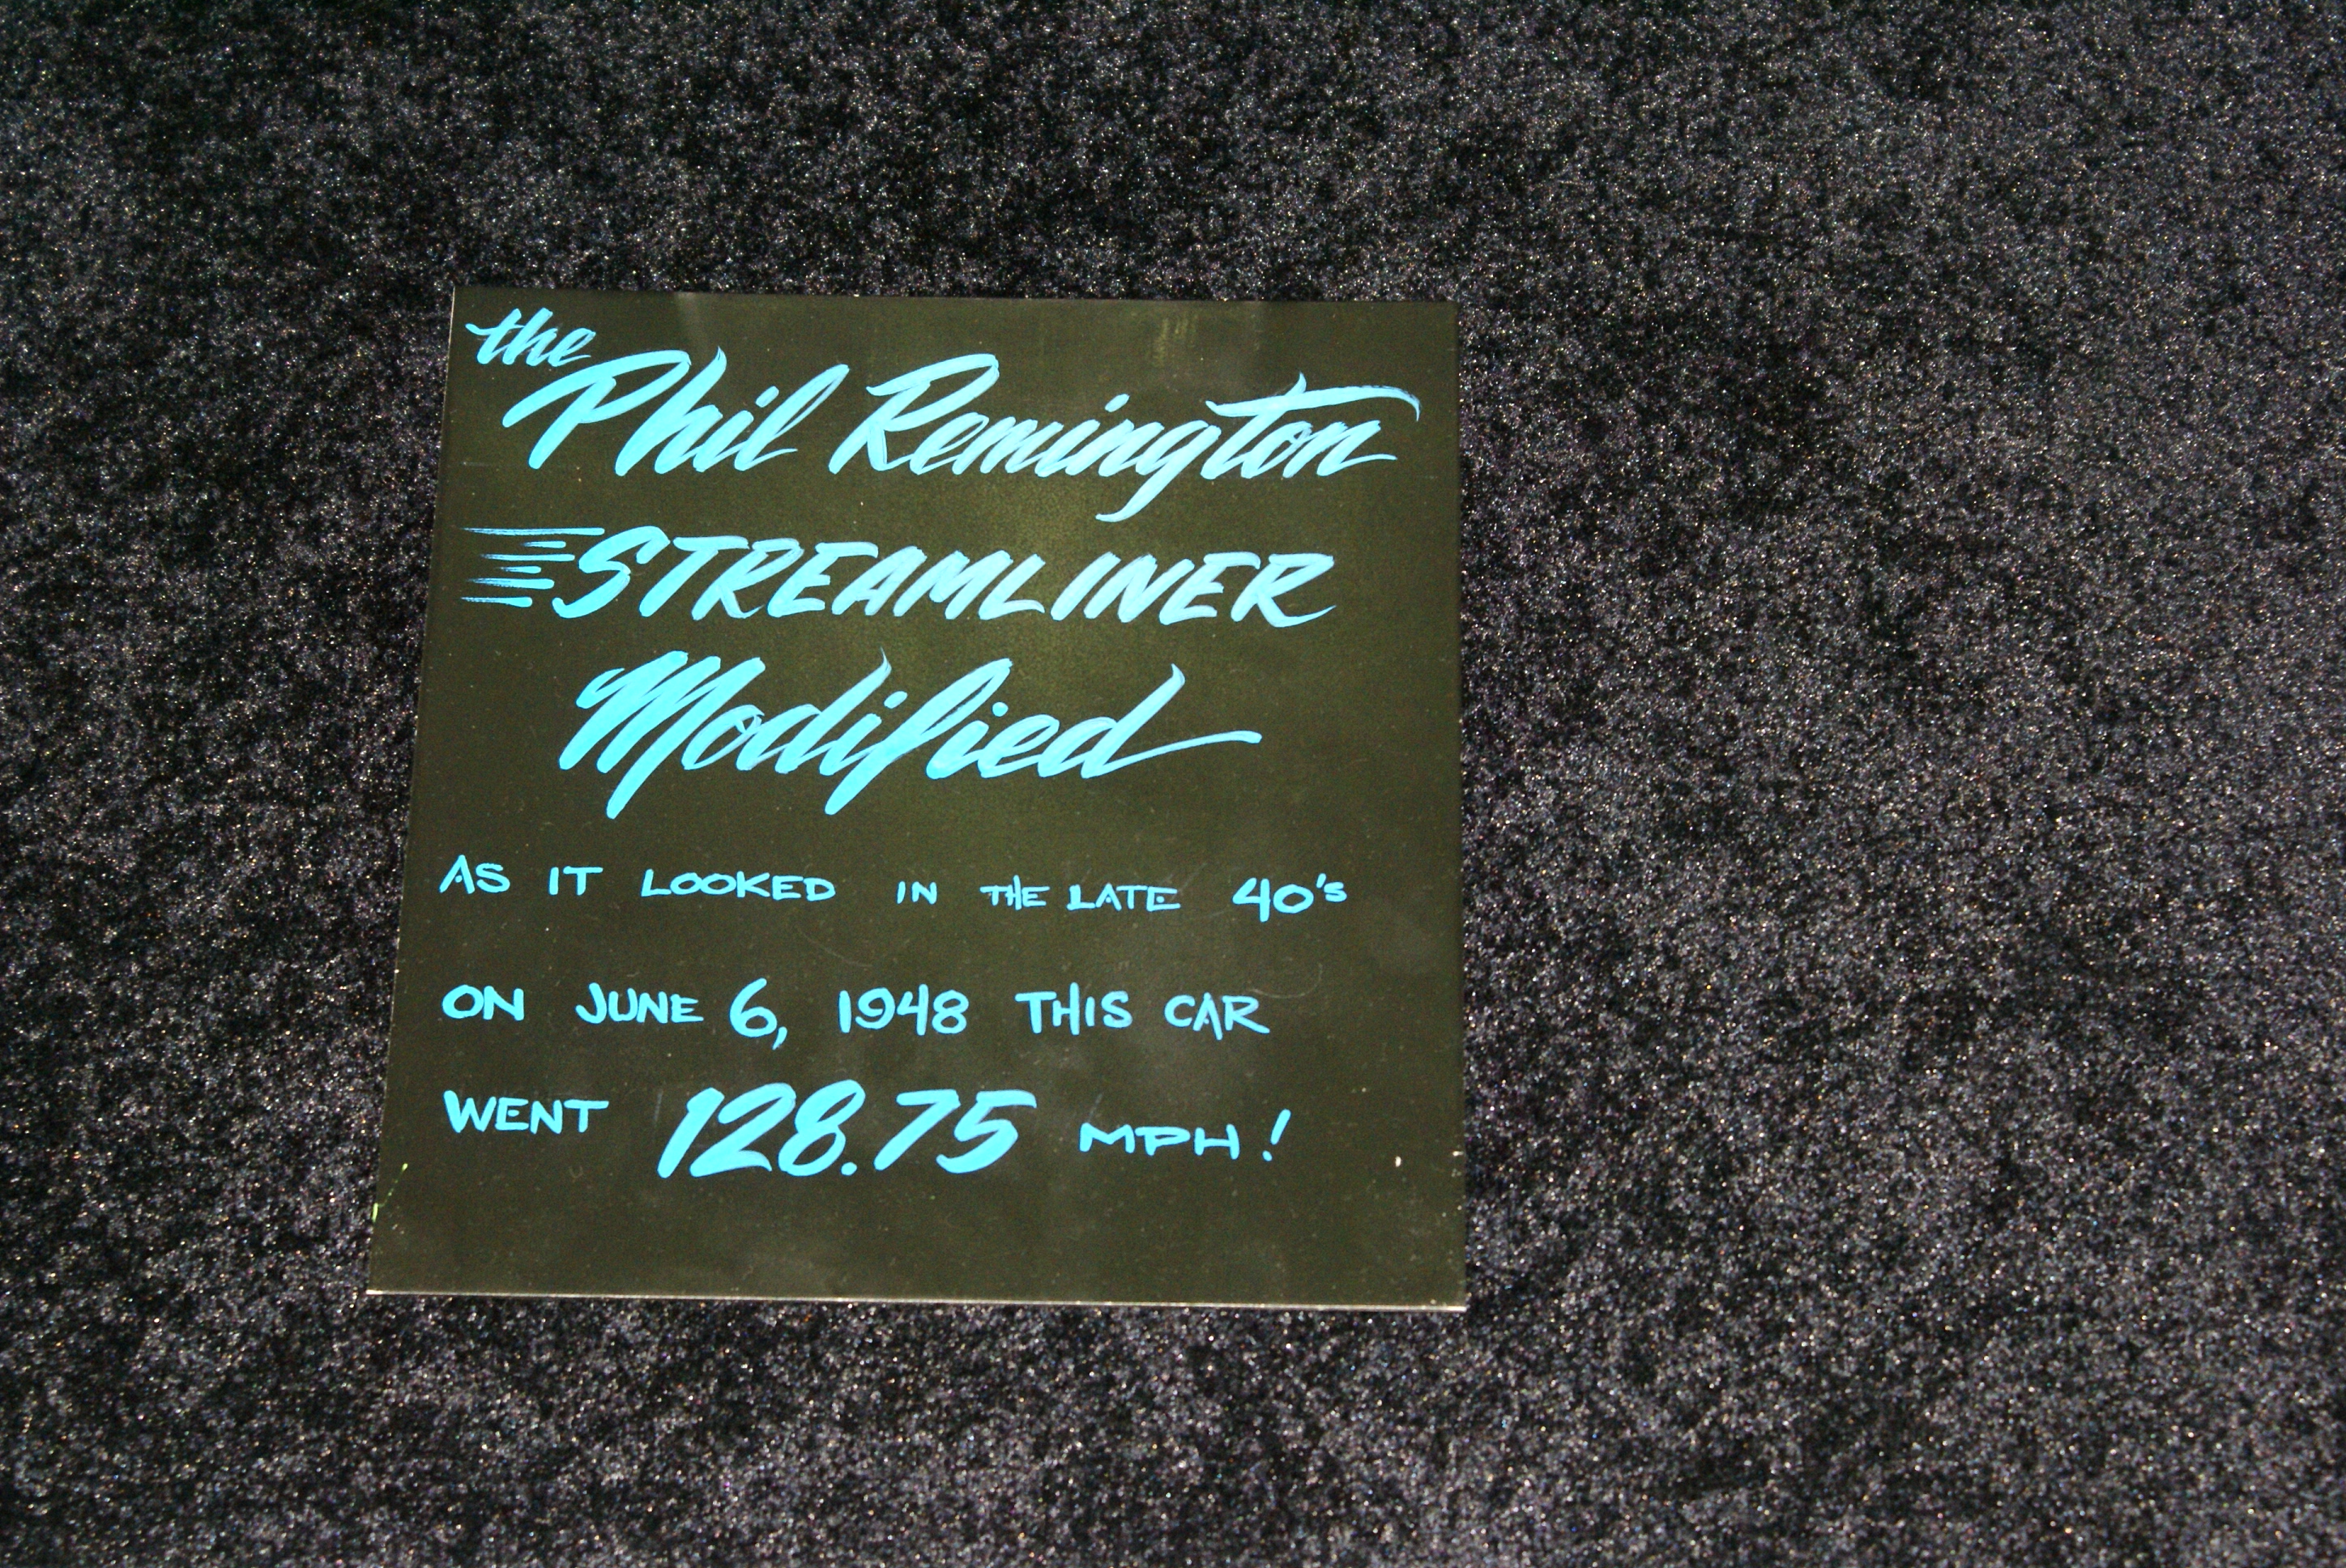 the
Phil Remington
STREAMLINER
Modified
AS IT LOOKED IN THE LATE 40's
ON JUNE 6, 1948 THIS CAR
WENT 128.75 MPH!